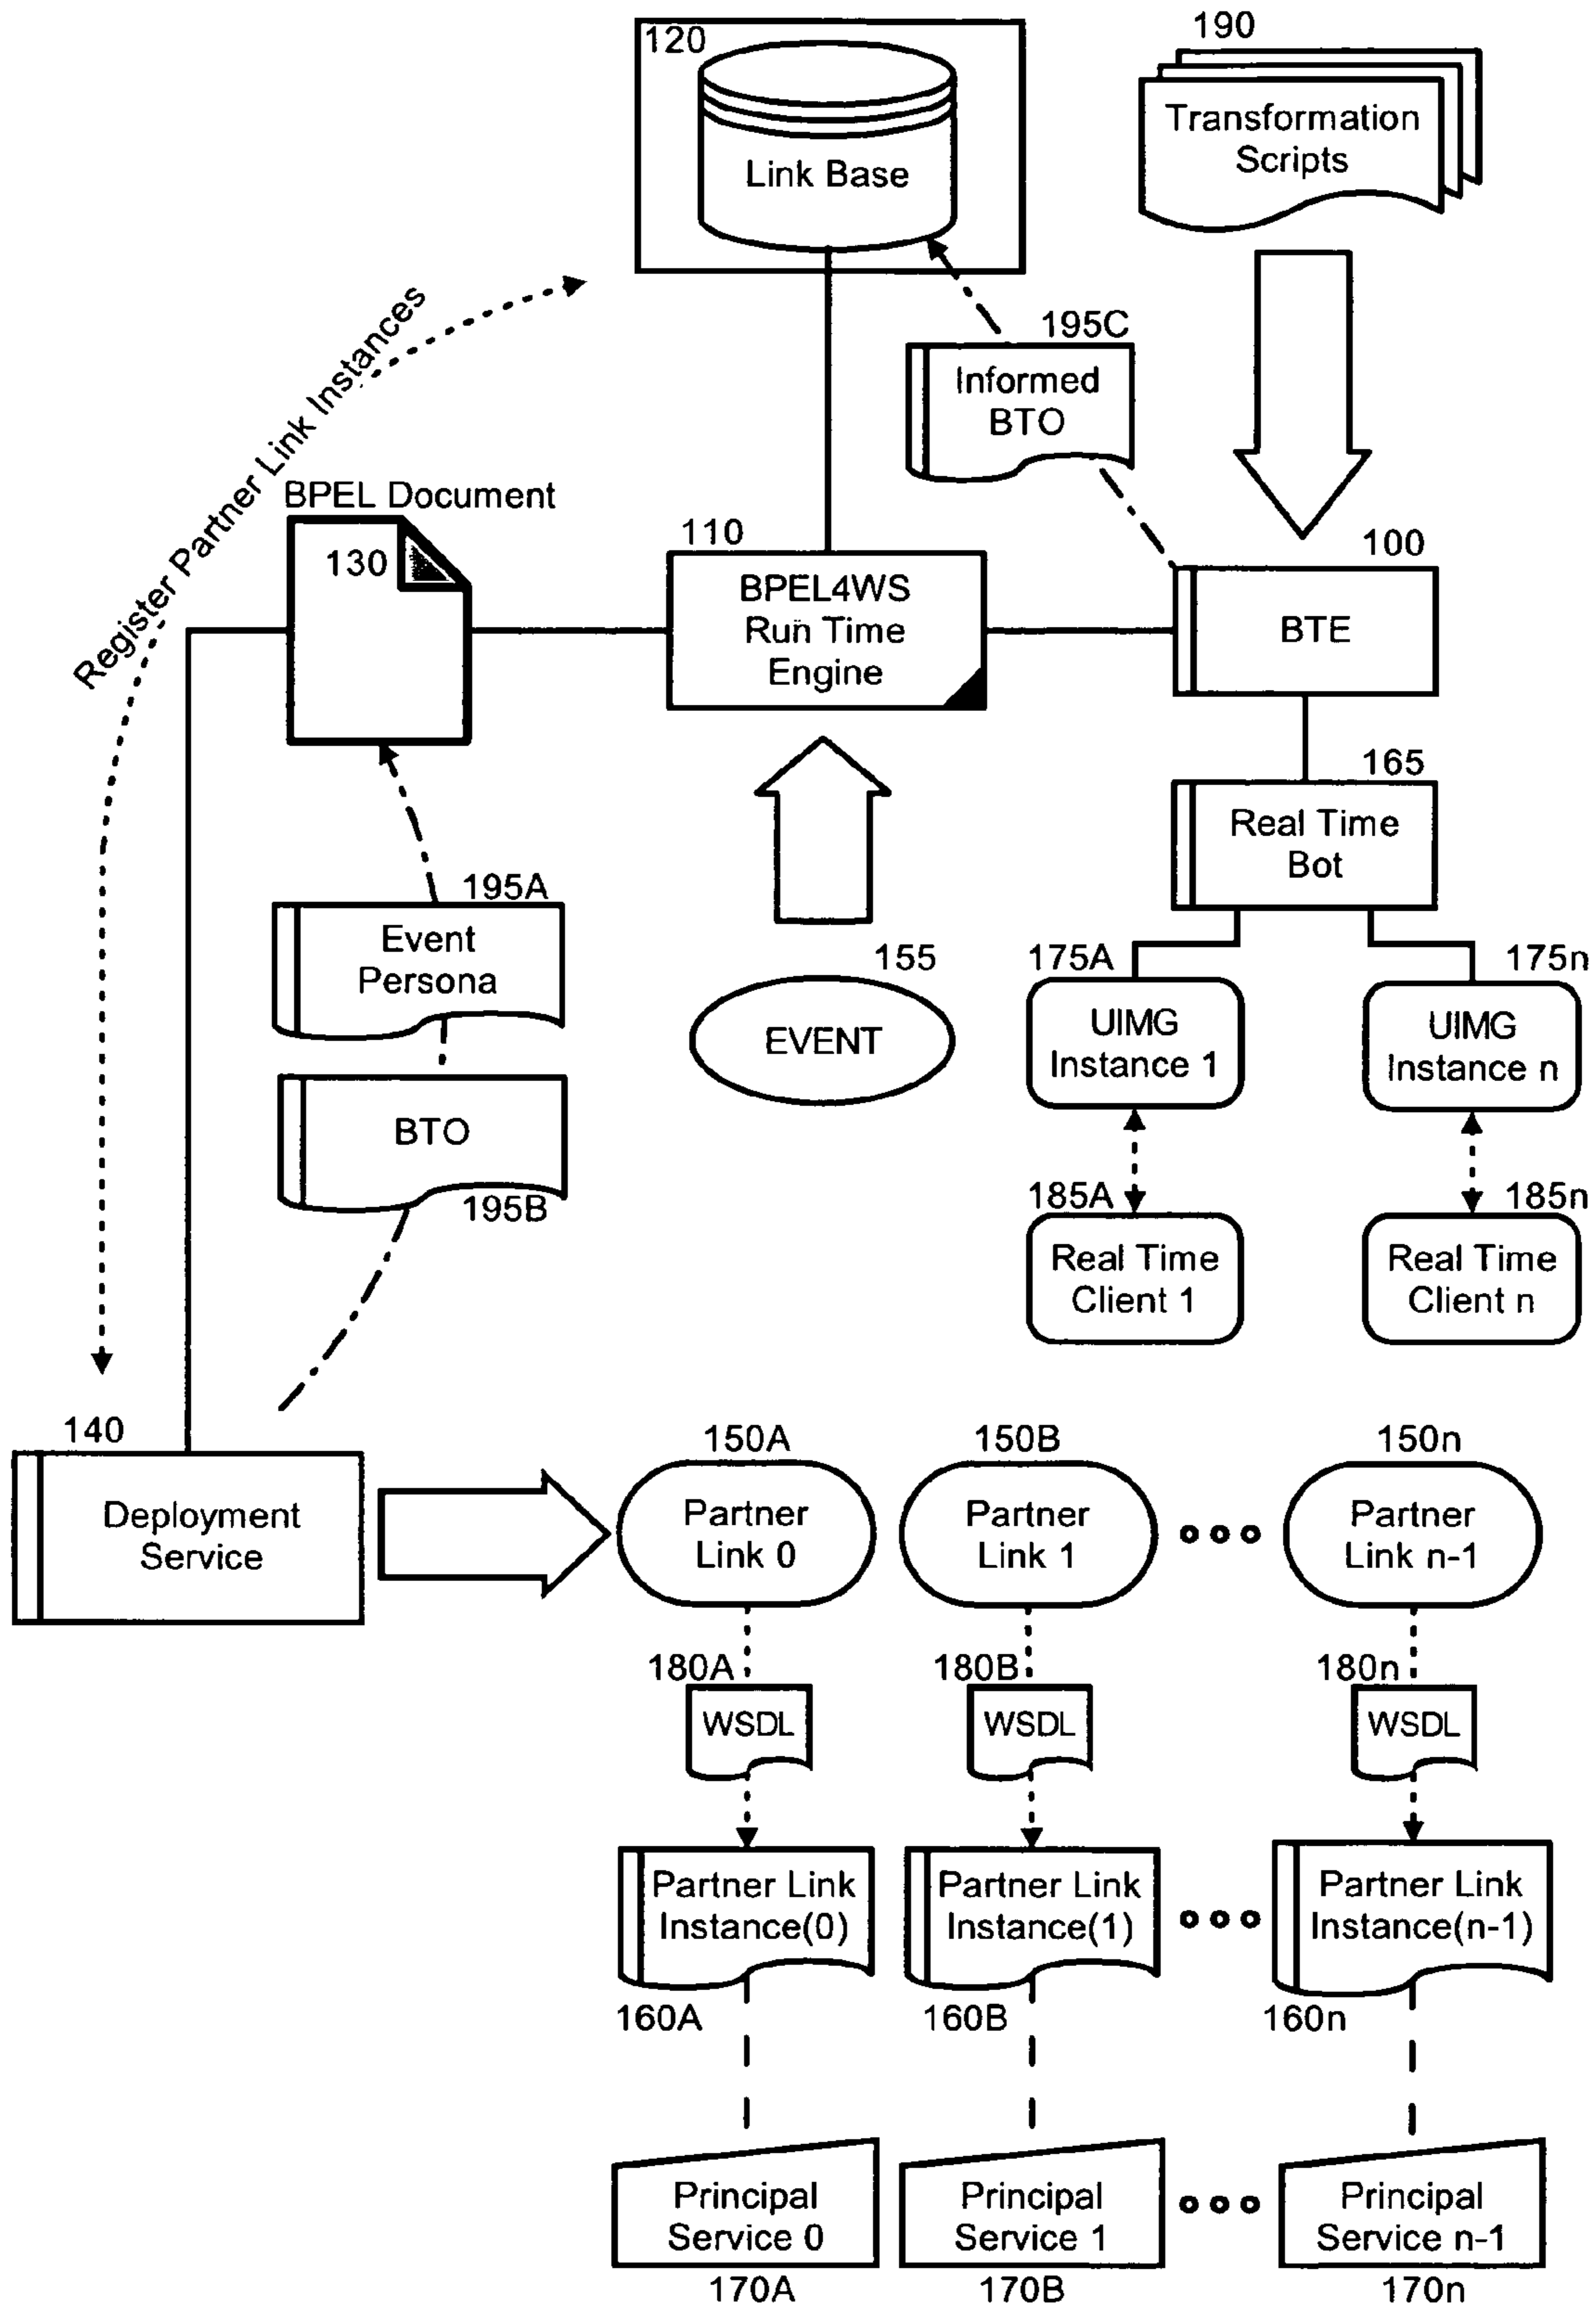 120
Link Base
190
Transformation
Scripts
Register Partner Link Instances
195C
Informed
BTO
BPEL Document
130
110
BPEL4WS
Run Time
Engine
100
BTE
165
Real Time
Bot
195A
Event
Persona
155
EVENT
175A
UIMG
Instance 1
175n
UIMG
Instance n
BTO
195B
185A
Real Time
Client 1
185n
Real Time
Client n
140
Deployment
Service
150A
Partner
Link 0
150B
Partner
Link 1
150n
Partner
Link n-1
180A
WSDL
180B
WSDL
180n
WSDL
Partner Link
Instance(0)
160A
Partner Link
Instance(1)
160B
Partner Link
Instance(n-1)
160n
Principal
Service 0
170A
Principal
Service 1
170B
Principal
Service n-1
170n